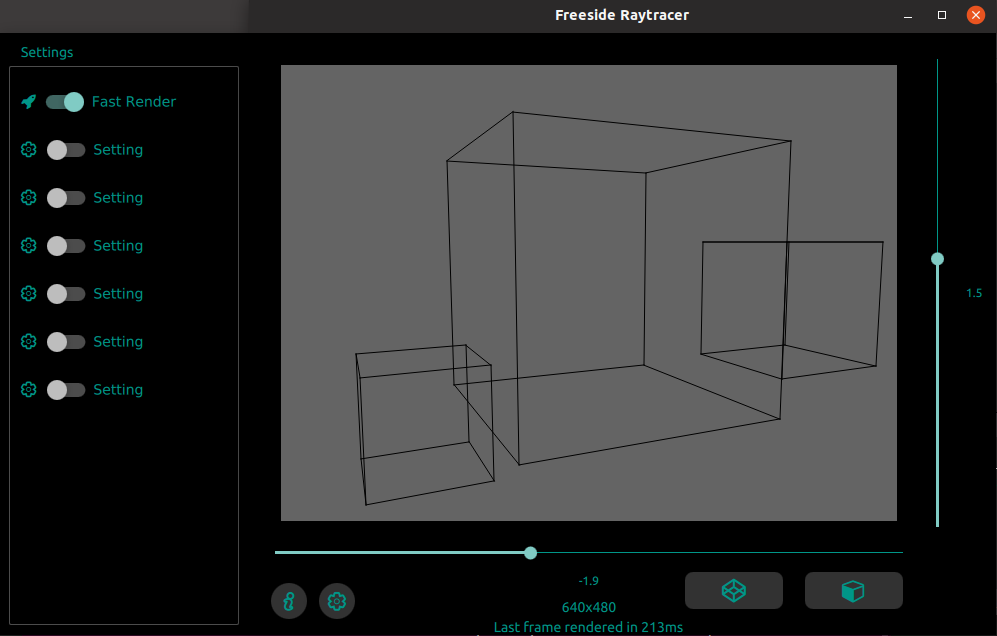 Freeside Raytracer
Settings
Fast Render
Setting
Setting
Setting
Setting
Setting
Setting
1.5
-1.9
640x480
Last frame rendered in 213ms